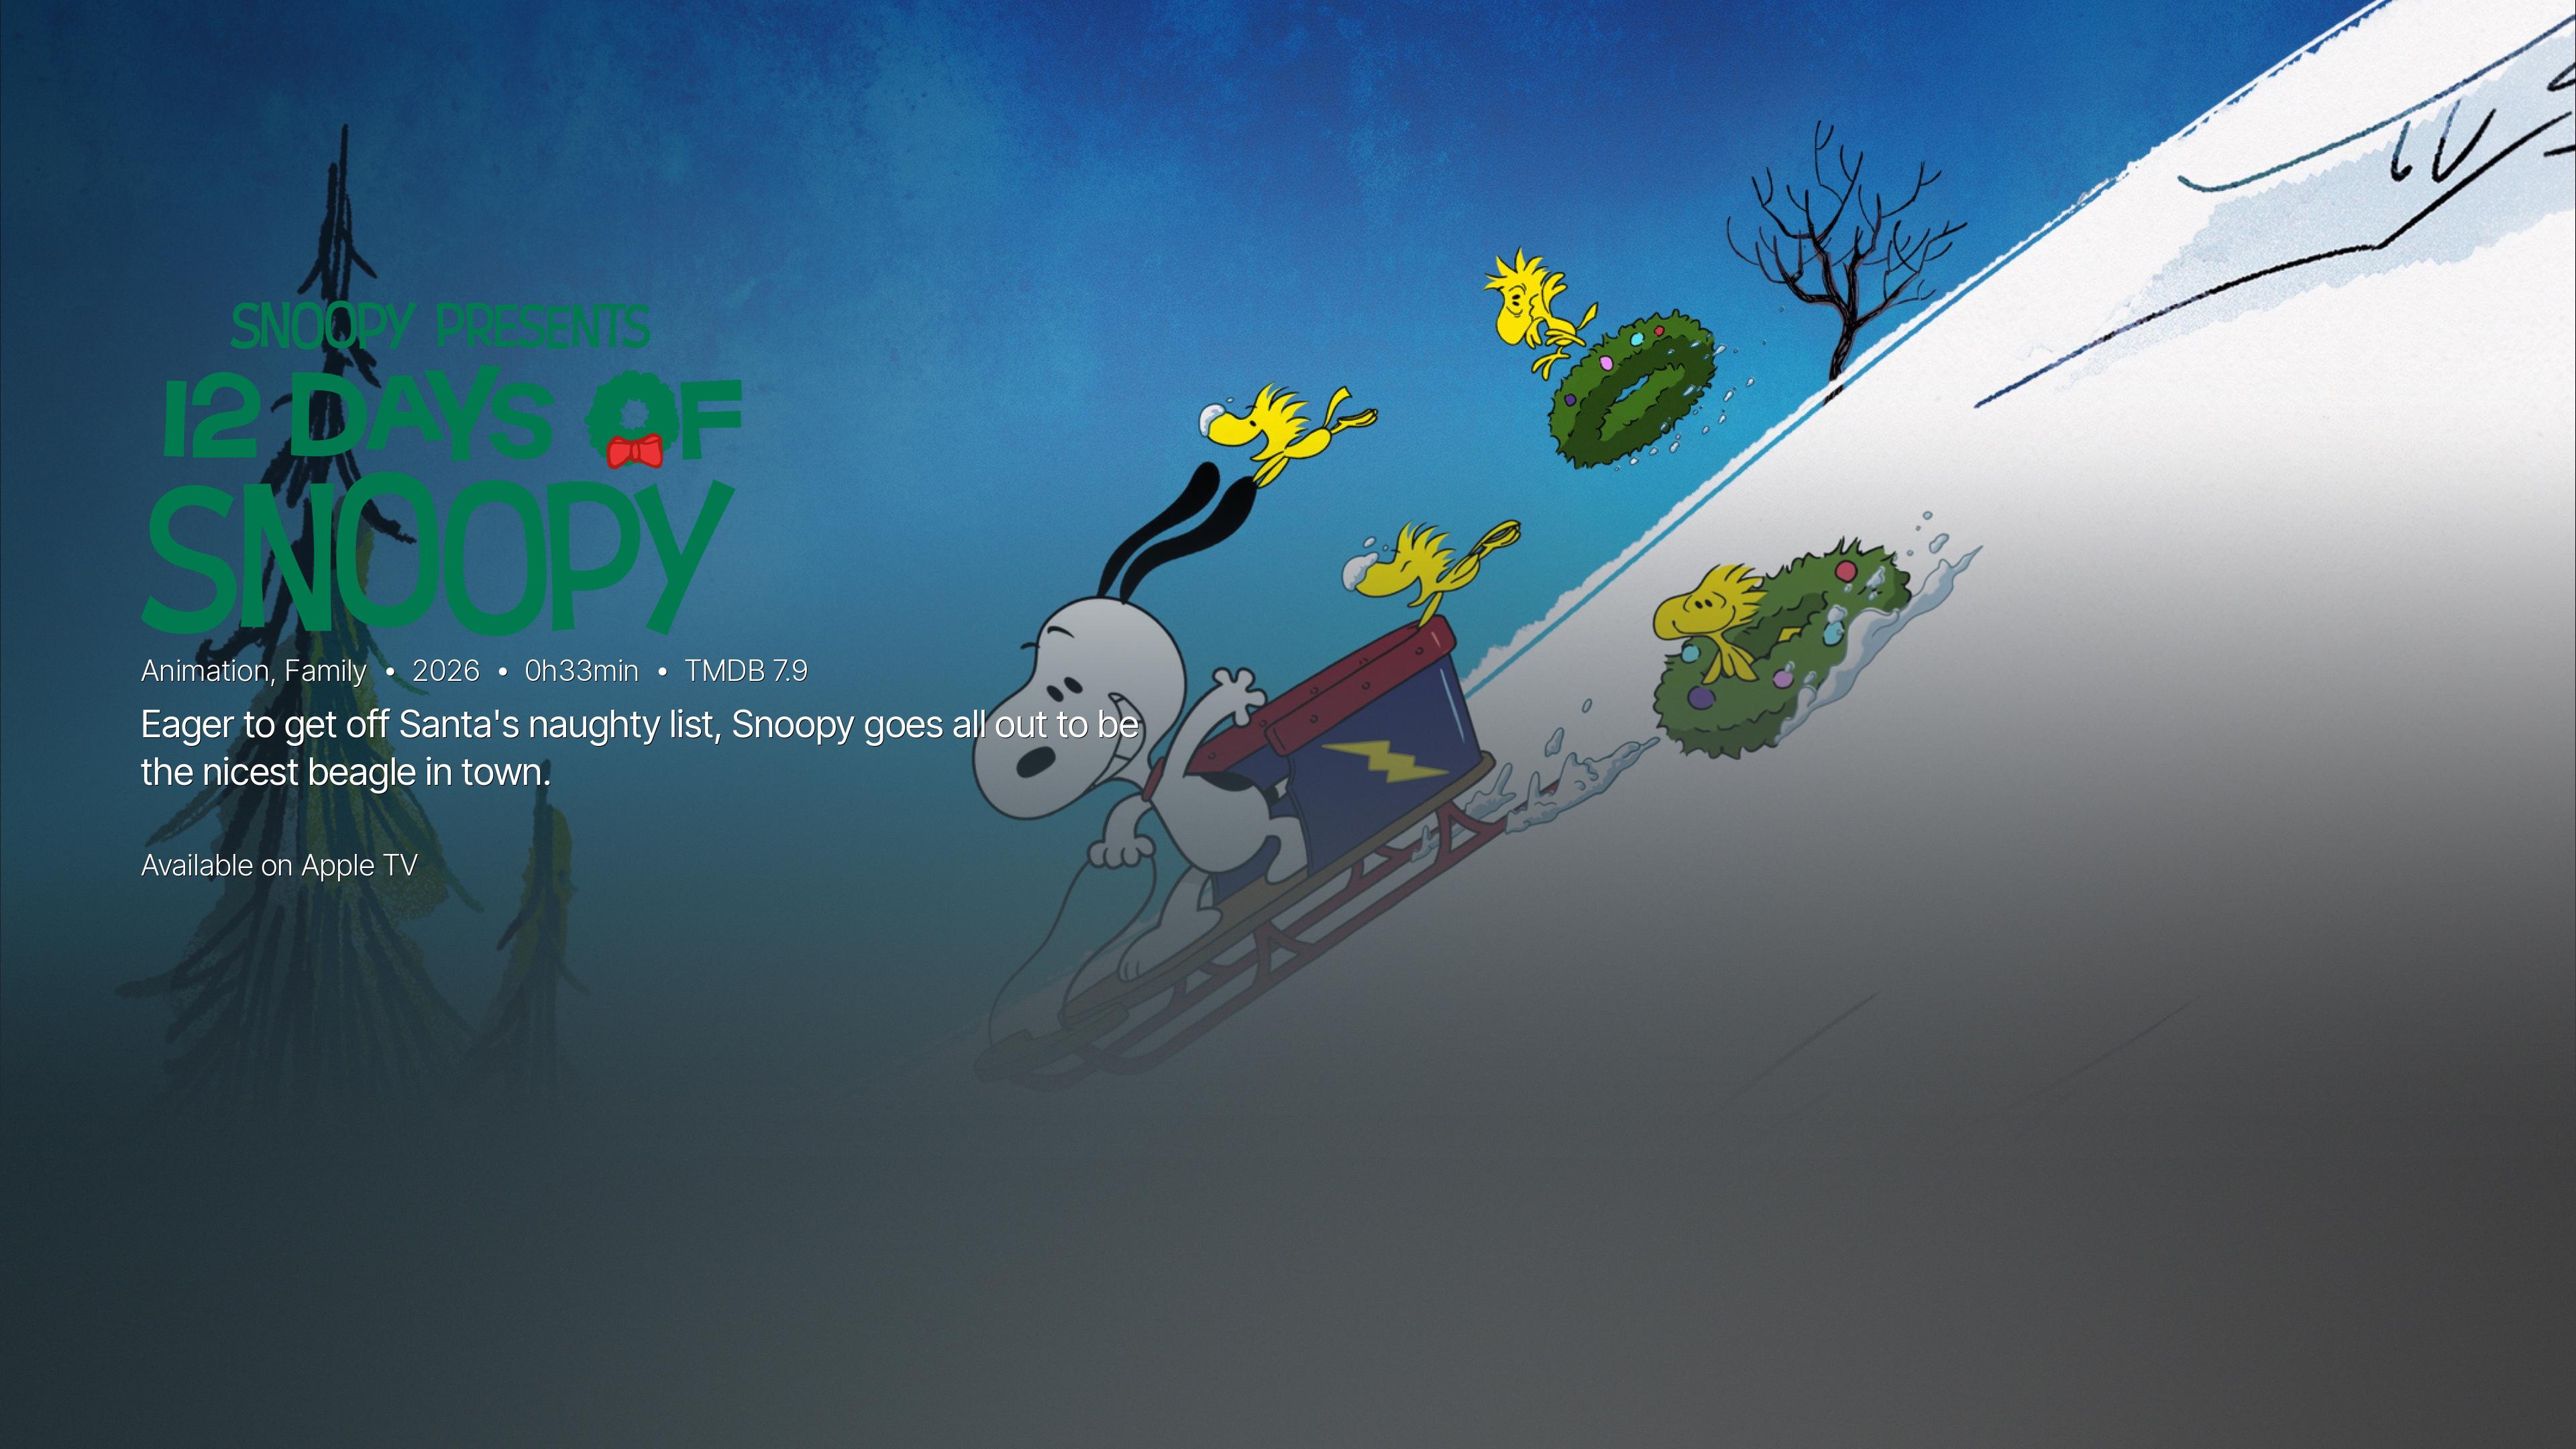 SNOOPY PRESENTS
12 DAYS OF
SNOOPY
Animation, Family • 2026 • 0h33min • TMDB 7.9
Eager to get off Santa's naughty list, Snoopy goes all out to be
the nicest beagle in town.
Available on Apple TV